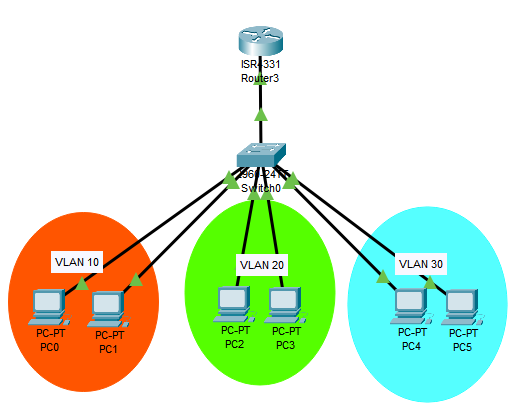 ISR4331
Router3
2960-24TT
Switch0
VLAN 10
VLAN 20
VLAN 30
PC-PT
PC0
PC-PT
PC1
PC-PT
PC2
PC-PT
PC3
PC-PT
PC4
PC-PT
PC5